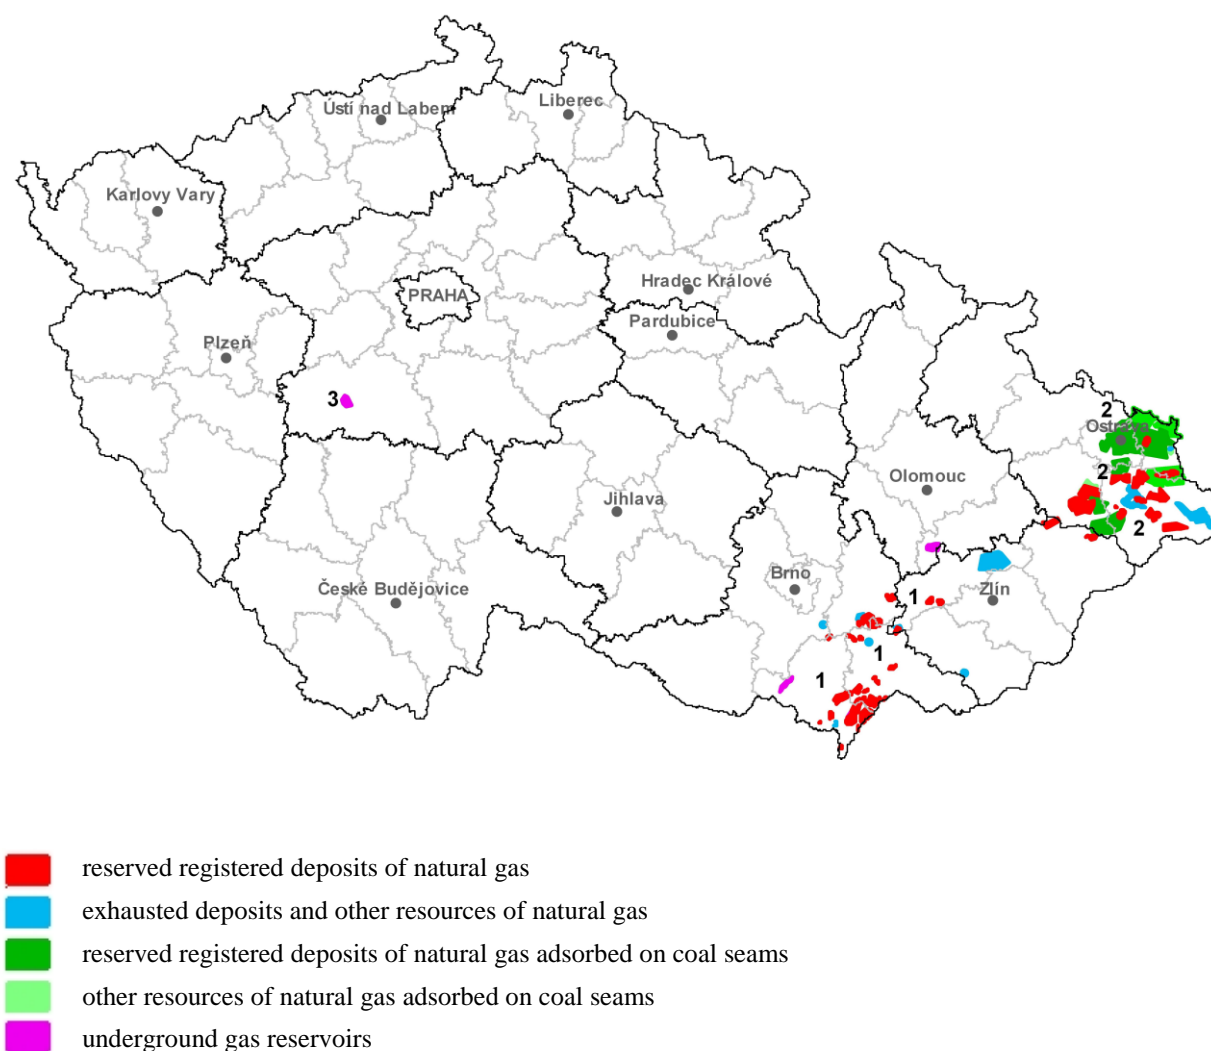 Liberec
Ústí nad Labem
Karlovy Vary
Hradec Králové
PRAHA
Pardubice
Plzeň
3
2
Ostrava
2
Olomouc
Jihlava
2
Brno
Zlín
České Budějovice
1
1
1
reserved registered deposits of natural gas
exhausted deposits and other resources of natural gas
reserved registered deposits of natural gas adsorbed on coal seams
other resources of natural gas adsorbed on coal seams
underground gas reservoirs